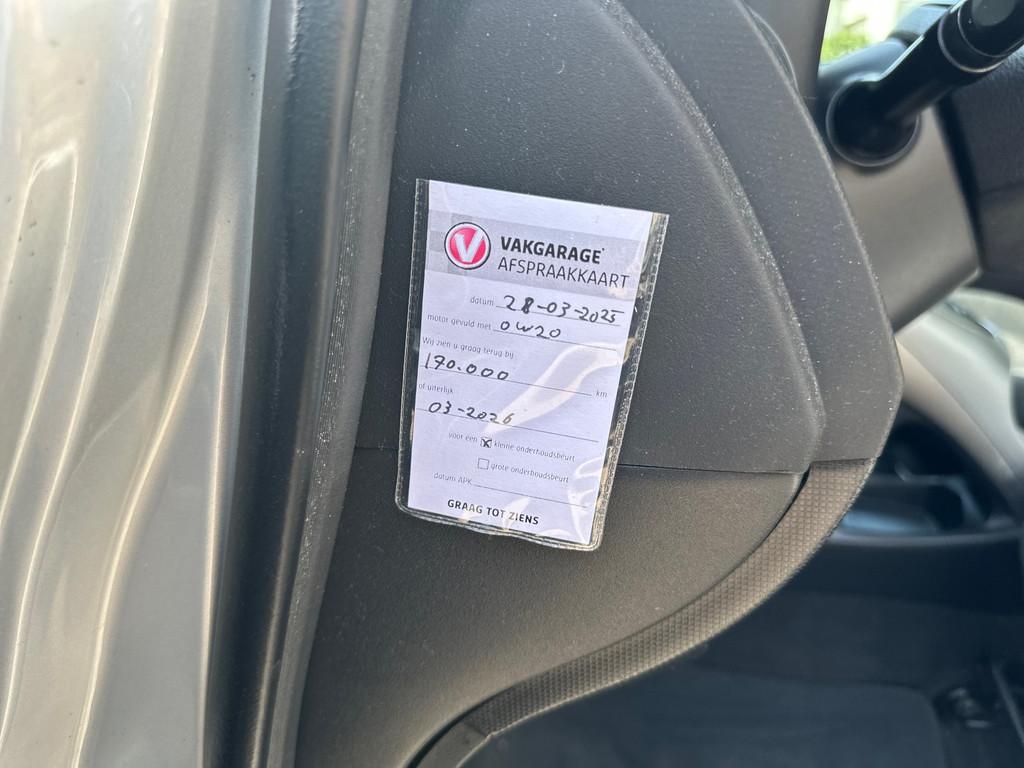 V VAKGARAGE
AFSPRAAKKAART
datum 28-03-2025
motor gevuld met 0w20
Wij zien u graag terug bij
170.000 km
of uiterlijk
03-2026
voor een x kleine onderhoudsbeurt
grote onderhoudsbeurt
datum APK
GRAAG TOT ZIENS